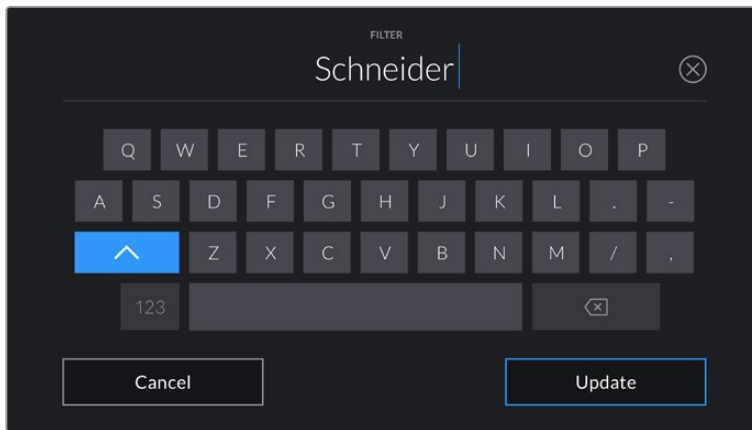 FILTER
Schneider
Q W E R T Y U I O P
A S D F G H J K L . -
Z X C V B N M / ,
123
Cancel Update